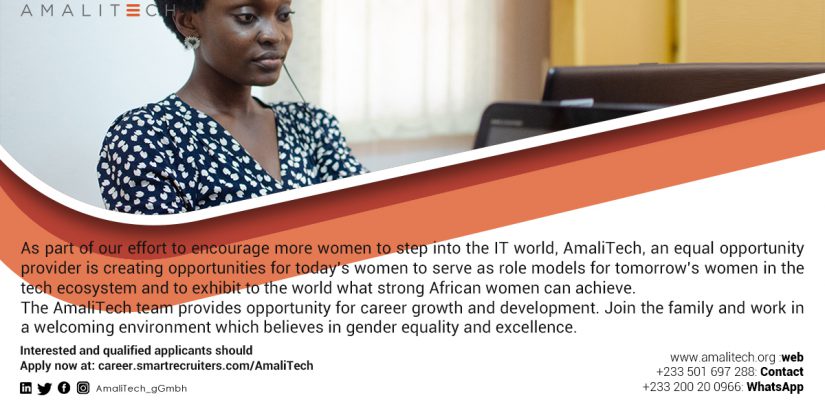 AMALITECH
As part of our effort to encourage more women to step into the IT world, AmaliTech, an equal opportunity
provider is creating opportunities for today's women to serve as role models for tomorrow's women in the
tech ecosystem and to exhibit to the world what strong African women can achieve.
The AmaliTech team provides opportunity for career growth and development. Join the family and work in
a welcoming environment which believes in gender equality and excellence.
Interested and qualified applicants should
Apply now at: career.smartrecruiters.com/AmaliTech
AmaliTech_gGmbh
www.amalitech.org :web
+233 501 697 288: Contact
+233 200 20 0966: WhatsApp